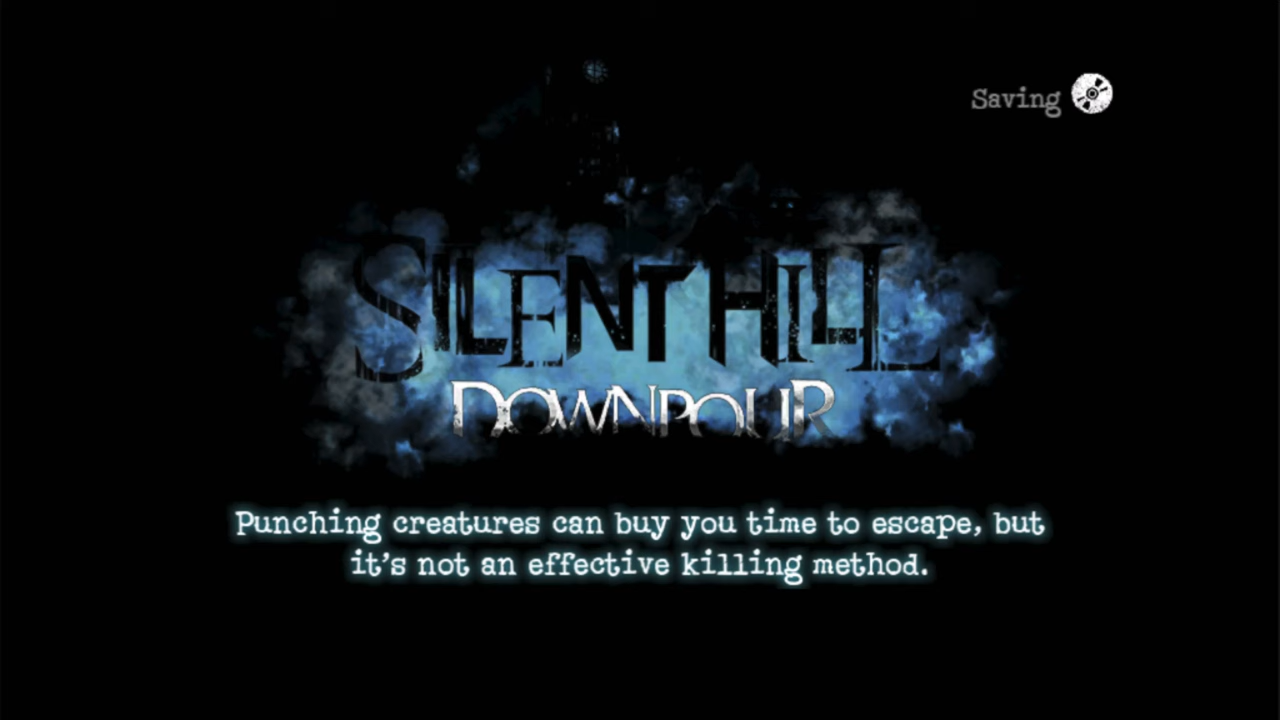 Saving
SILENT HILL
DOWNPOUR
Punching creatures can buy you time to escape, but
it's not an effective killing method.